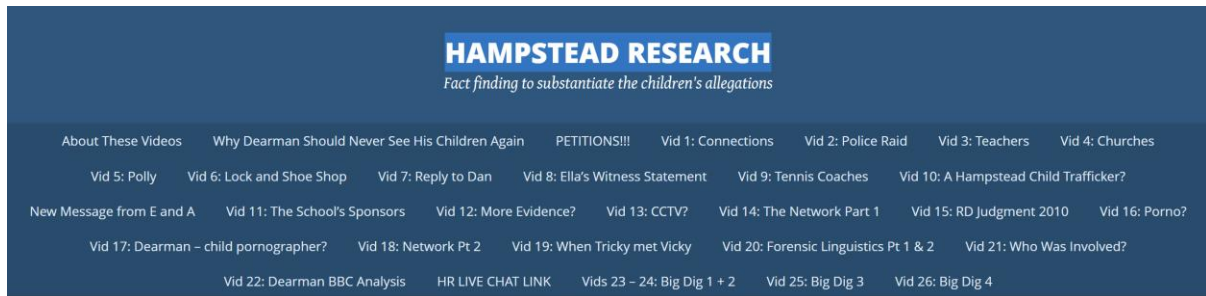 HAMPSTEAD RESEARCH
Fact finding to substantiate the children's allegations
About These Videos Why Dearman Should Never See His Children Again PETITIONS!!! Vid 1: Connections Vid 2: Police Raid Vid 3: Teachers Vid 4: Churches
Vid 5: Polly Vid 6: Lock and Shoe Shop Vid 7: Reply to Dan Vid 8: Ella’s Witness Statement Vid 9: Tennis Coaches Vid 10: A Hampstead Child Trafficker?
New Message from E and A Vid 11: The School’s Sponsors Vid 12: More Evidence? Vid 13: CCTV? Vid 14: The Network Part 1 Vid 15: RD Judgment 2010 Vid 16: Porno?
Vid 17: Dearman – child pornographer? Vid 18: Network Pt 2 Vid 19: When Tricky met Vicky Vid 20: Forensic Linguistics Pt 1 & 2 Vid 21: Who Was Involved?
Vid 22: Dearman BBC Analysis HR LIVE CHAT LINK Vids 23 – 24: Big Dig 1 + 2 Vid 25: Big Dig 3 Vid 26: Big Dig 4